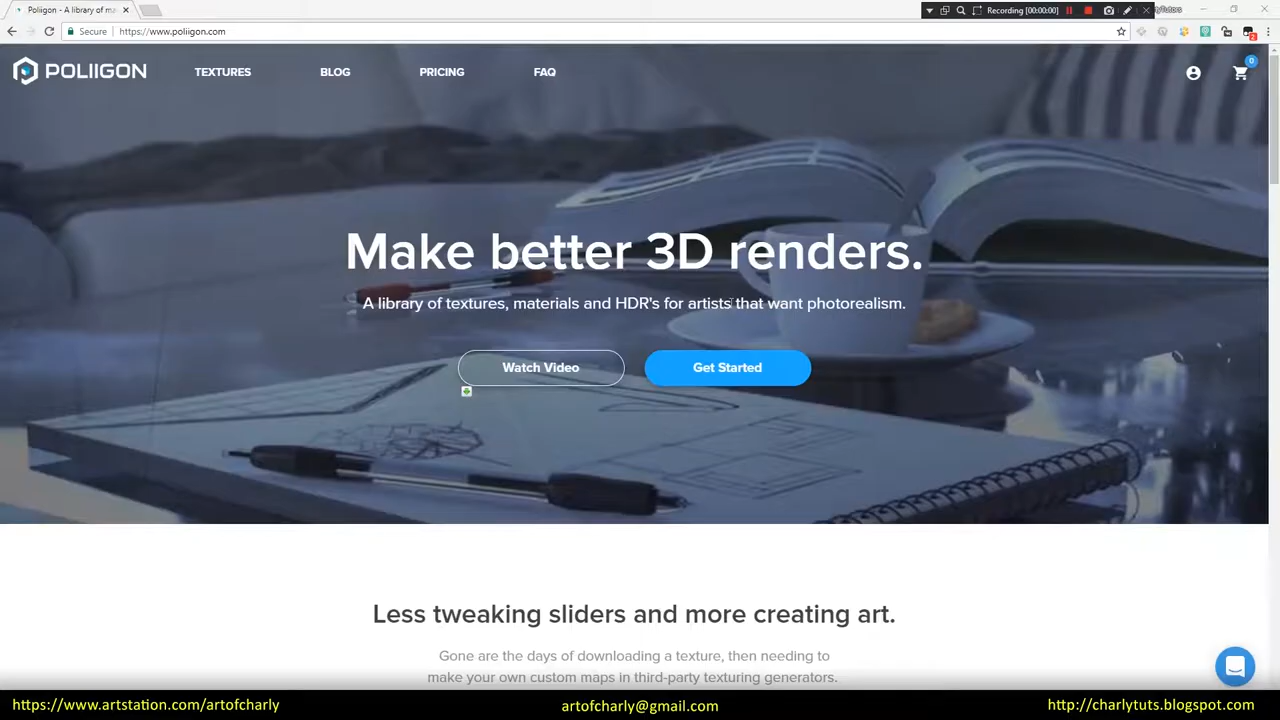 Poliigon - A library of ma
Recording [00:00:00]
Secure
https://www.poliigon.com
2
POLIIGON
TEXTURES
BLOG
PRICING
FAQ
0
Make better 3D renders.
A library of textures, materials and HDR's for artists that want photorealism.
Watch Video
Get Started
Less tweaking sliders and more creating art.
Gone are the days of downloading a texture, then needing to
make your own custom maps in third-party texturing generators.
https://www.artstation.com/artofcharly
artofcharly@gmail.com
http://charlytuts.blogspot.com